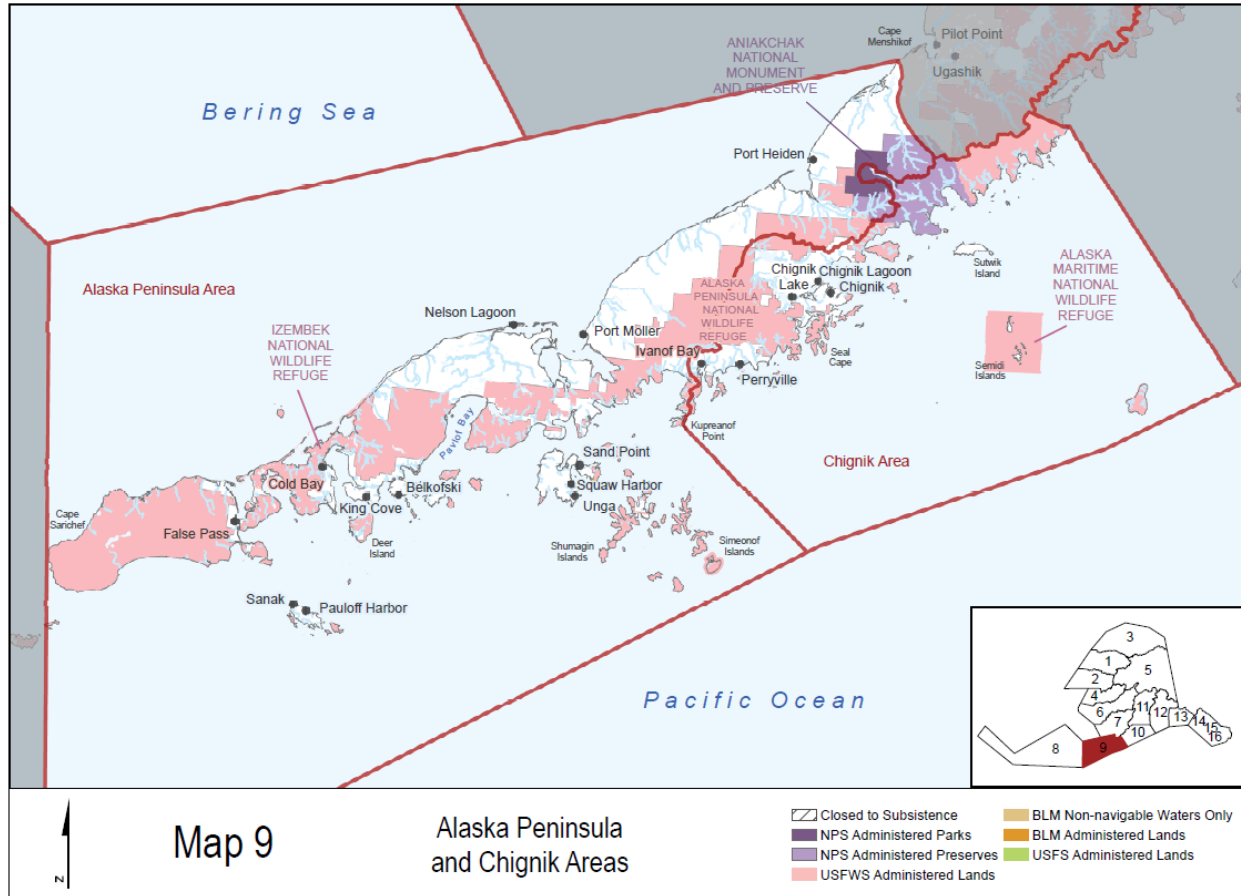 Bering Sea
ANIAKCHAK
NATIONAL
MONUMENT
AND PRESERVE
Cape
Menshikof
Pilot Point
Ugashik
Port Heiden
Alaska Peninsula Area
Nelson Lagoon
IZEMBEK
NATIONAL
WILDLIFE
REFUGE
Port Moller
ALASKA
PENINSULA
NATIONAL
WILDLIFE
REFUGE
Chignik
Lake
Chignik Lagoon
Chignik
Sutwik
Island
ALASKA
MARITIME
NATIONAL
WILDLIFE
REFUGE
Semidi
Islands
Ivanof Bay
Seal
Cape
Perryville
Kupreanof
Point
Chignik Area
Pavlof Bay
Sand Point
Squaw Harbor
Unga
Cold Bay
Belkofski
King Cove
Deer
Island
Cape
Sarichef
False Pass
Shumagin
Islands
Simeonof
Islands
Sanak
Pauloff Harbor
Pacific Ocean
3
1
5
2
4
6
7
11
12
13
14
15
16
10
8
9
N
Map 9
Alaska Peninsula
and Chignik Areas
Closed to Subsistence
NPS Administered Parks
NPS Administered Preserves
USFWS Administered Lands
BLM Non-navigable Waters Only
BLM Administered Lands
USFS Administered Lands